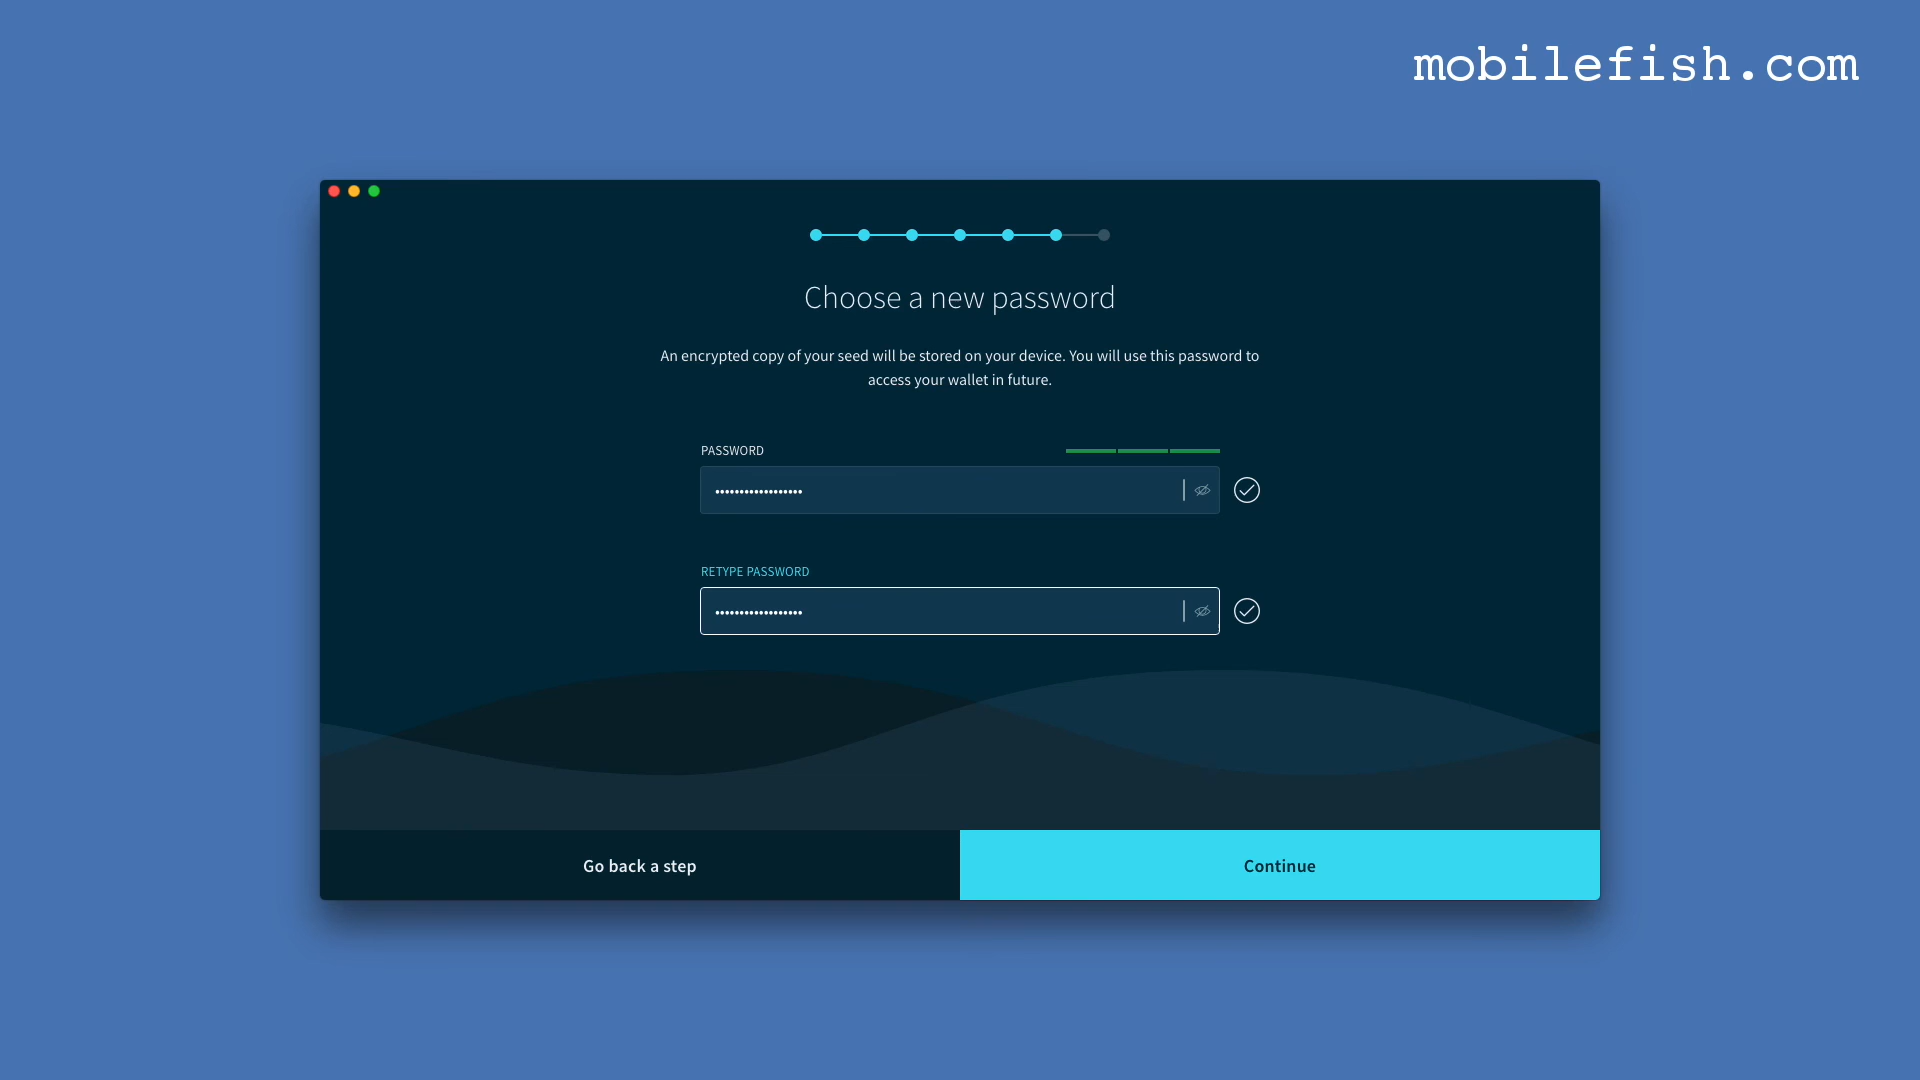 mobilefish.com
Choose a new password
An encrypted copy of your seed will be stored on your device. You will use this password to
access your wallet in future.
PASSWORD
••••••••••••••••••
RETYPE PASSWORD
••••••••••••••••••
Go back a step
Continue